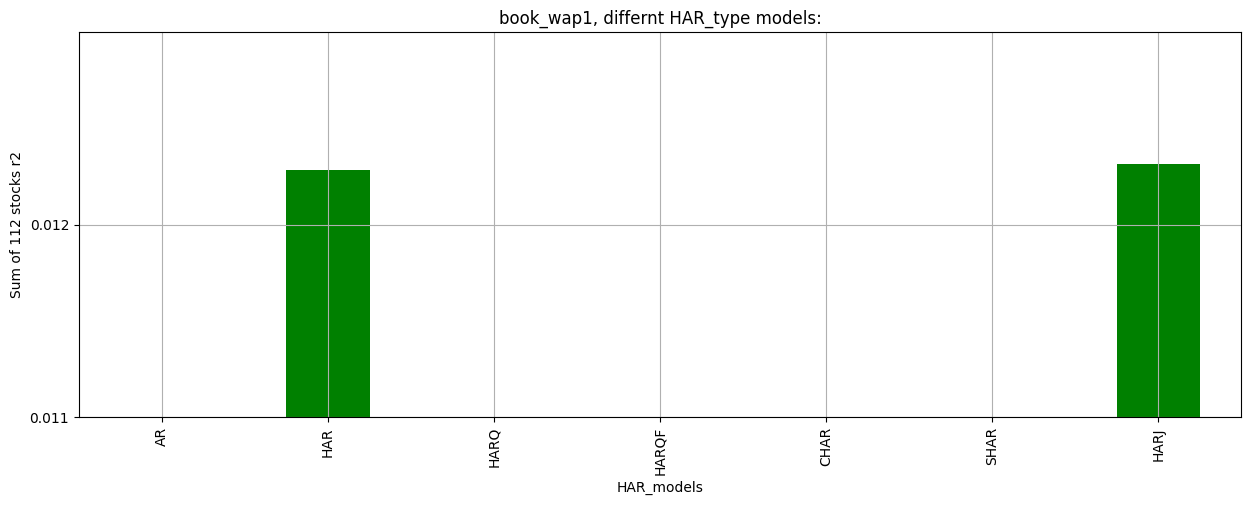 book_wap1, differnt HAR_type models:
Sum of 112 stocks r2
0.012
0.011
AR
HAR
HARQ
HARQF
CHAR
SHAR
HARJ
HAR_models